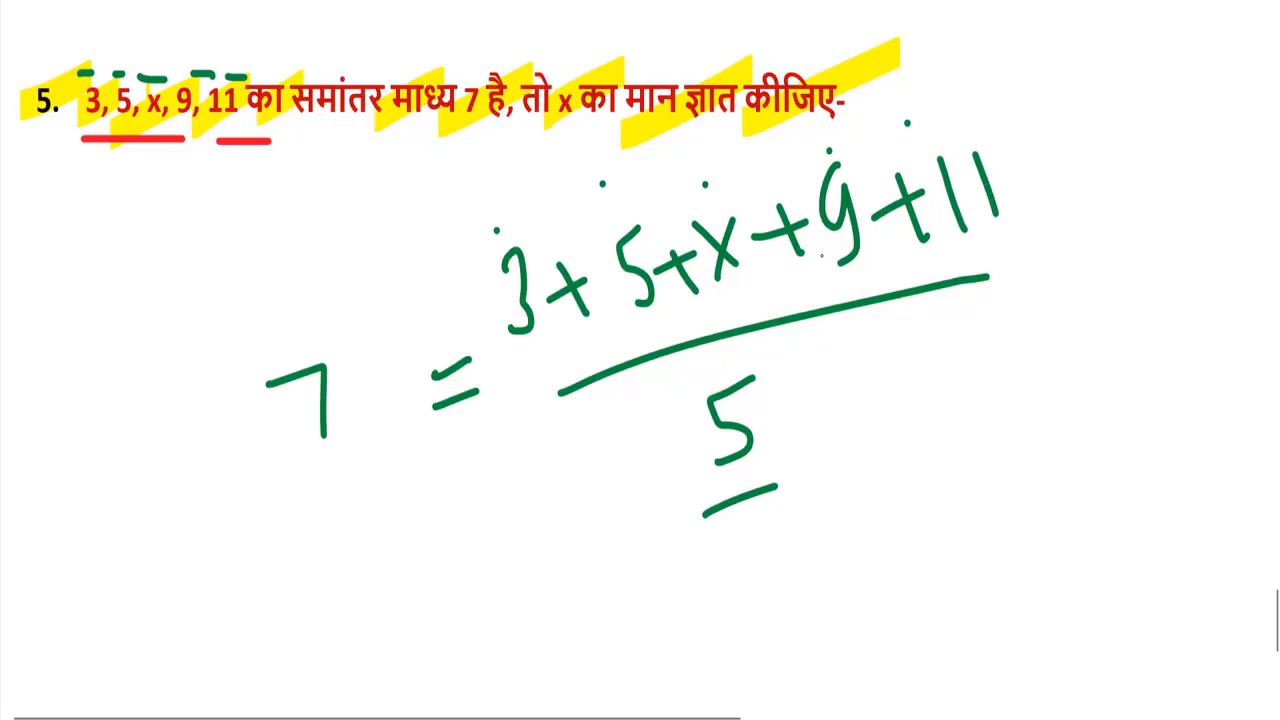 5. 3, 5, x, 9, 11 का समांतर माध्य 7 है, तो x का मान ज्ञात कीजिए-
3+5+x+9+11
7 =
5